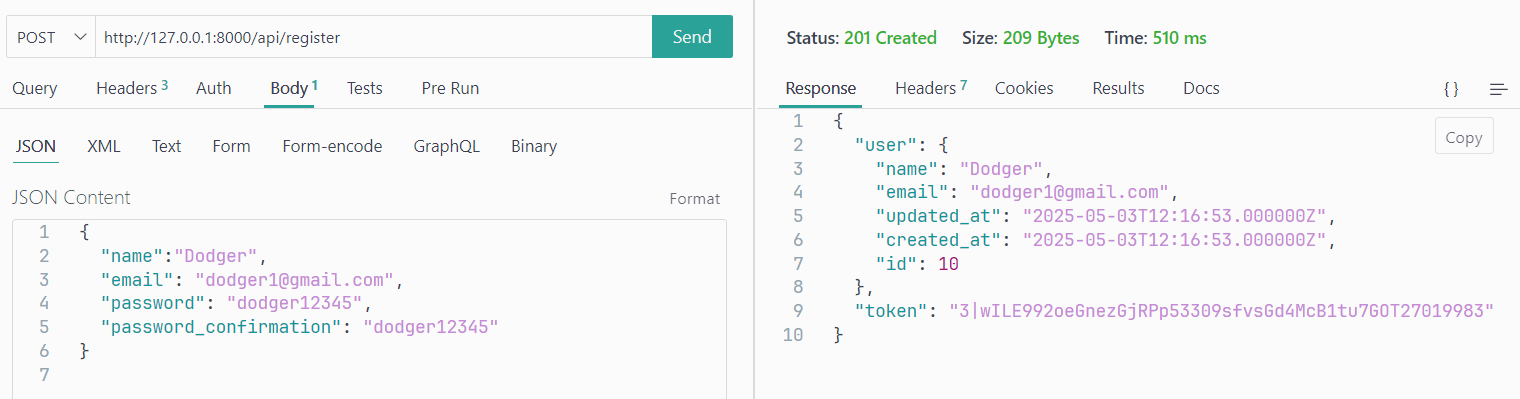 POST http://127.0.0.1:8000/api/register Send
Query Headers 3 Auth Body 1 Tests Pre Run
JSON XML Text Form Form-encode GraphQL Binary
JSON Content Format
1 {
2 "name":"Dodger",
3 "email": "dodger1@gmail.com",
4 "password": "dodger12345",
5 "password_confirmation": "dodger12345"
6 }
7
Status: 201 Created Size: 209 Bytes Time: 510 ms
Response Headers 7 Cookies Results Docs { }
Copy
1 {
2 "user": {
3 "name": "Dodger",
4 "email": "dodger1@gmail.com",
5 "updated_at": "2025-05-03T12:16:53.000000Z",
6 "created_at": "2025-05-03T12:16:53.000000Z",
7 "id": 10
8 },
9 "token": "3|wILE992oeGnezGjRPp53309sfvsGd4McB1tu7GOT27019983"
10 }